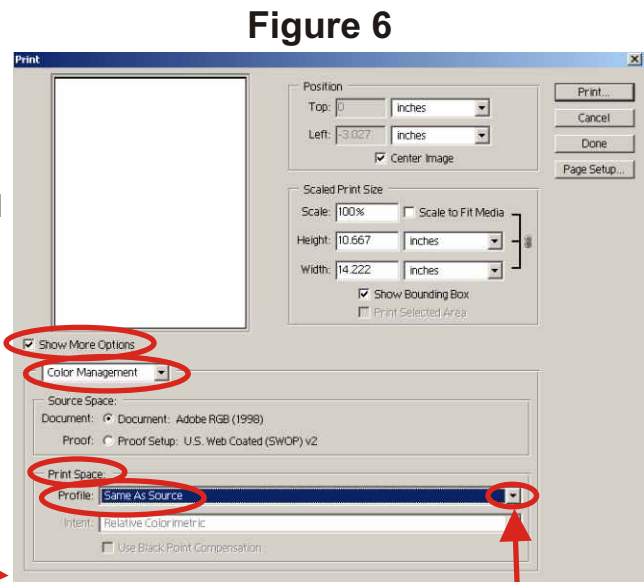 Figure 6
Print
Position
Top: 0 inches
Left: -3.027 inches
Center Image
Print...
Cancel
Done
Page Setup...
Scaled Print Size
Scale: 100% Scale to Fit Media
Height: 10.667 inches
Width: 14.222 inches
Show Bounding Box
Print Selected Area
Show More Options
Color Management
Source Space:
Document: Document: Adobe RGB (1998)
Proof: Proof Setup: U.S. Web Coated (SWOP) v2
Print Space:
Profile: Same As Source
Intent: Relative Colorimetric
Use Black Point Compensation